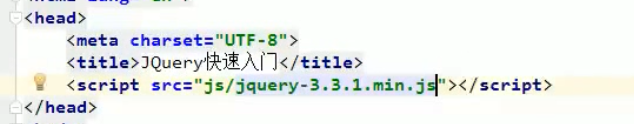 <head>
<meta charset="UTF-8">
<title>JQuery快速入门</title>
<script src="js/jquery-3.3.1.min.js"></script>
</head>